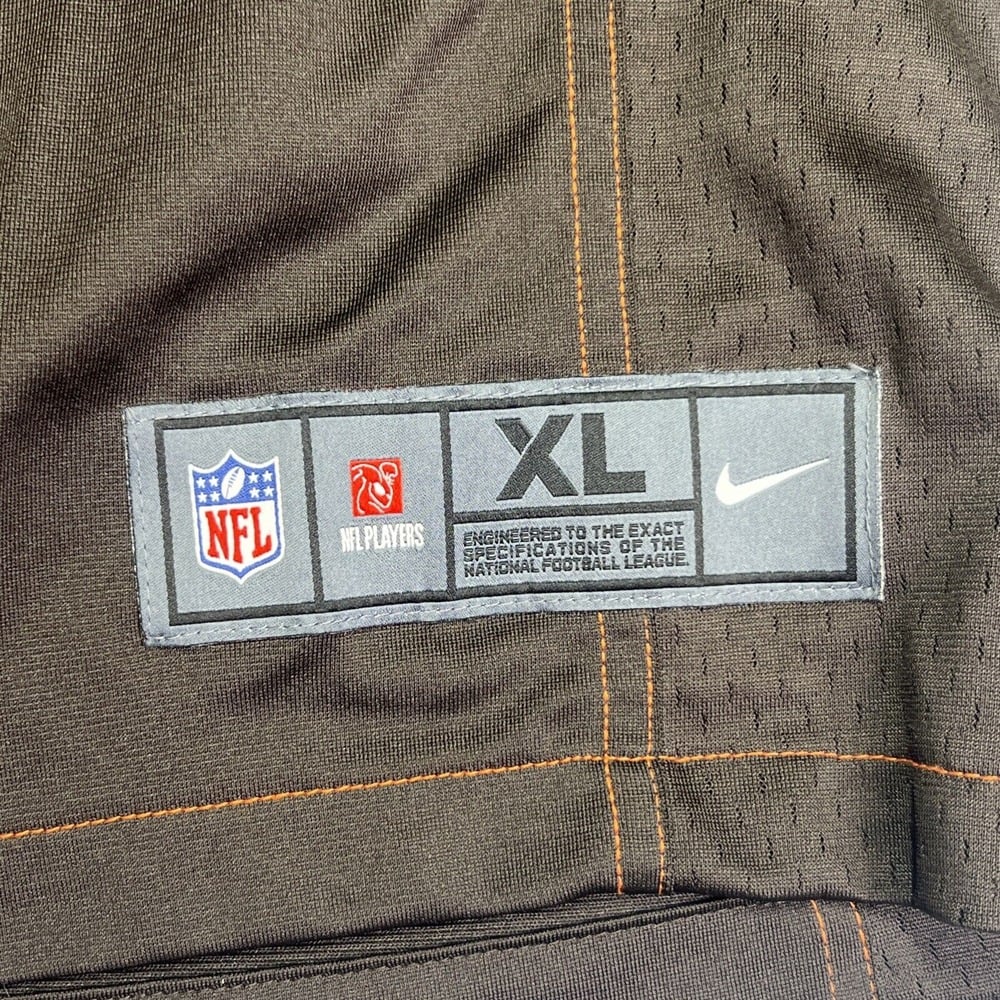 NFL
NFL PLAYERS
XL
ENGINEERED TO THE EXACT
SPECIFICATIONS OF THE
NATIONAL FOOTBALL LEAGUE.